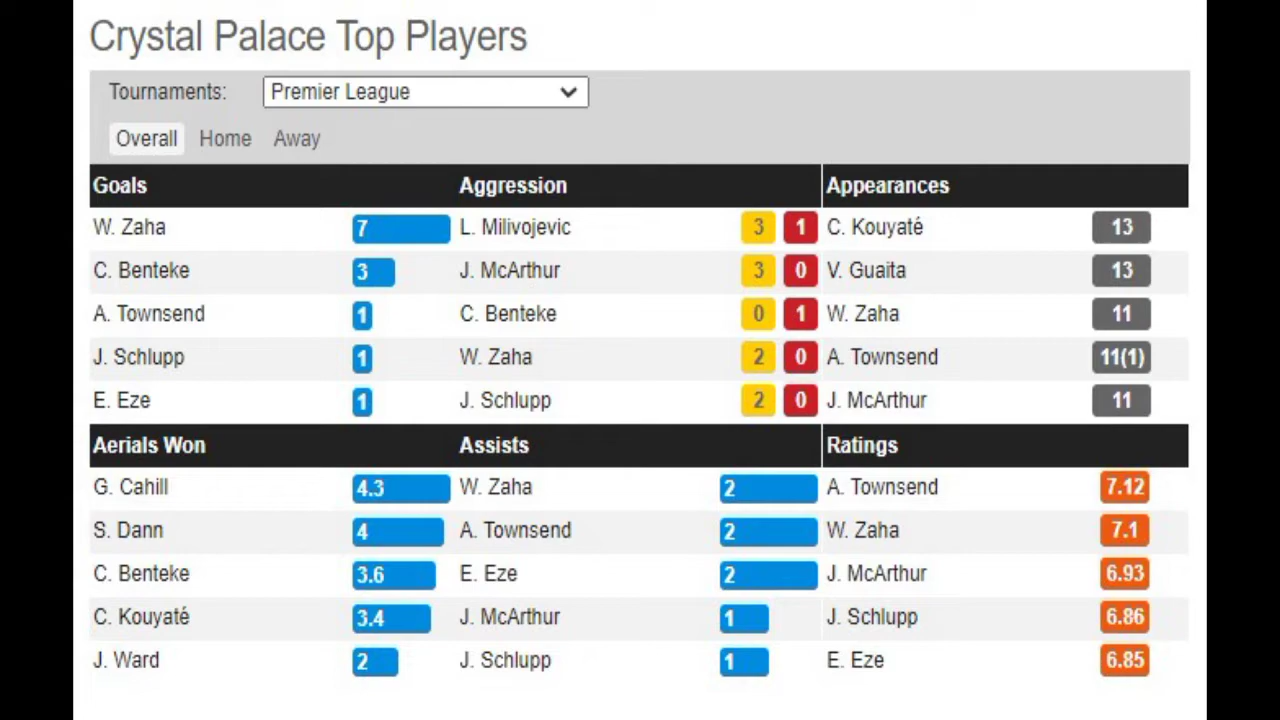 Crystal Palace Top Players
Tournaments: Premier League
Overall Home Away
Goals Aggression Appearances
W. Zaha 7 L. Milivojevic 3 1 C. Kouyaté 13
C. Benteke 3 J. McArthur 3 0 V. Guaita 13
A. Townsend 1 C. Benteke 0 1 W. Zaha 11
J. Schlupp 1 W. Zaha 2 0 A. Townsend 11(1)
E. Eze 1 J. Schlupp 2 0 J. McArthur 11
Aerials Won Assists Ratings
G. Cahill 4.3 W. Zaha 2 A. Townsend 7.12
S. Dann 4 A. Townsend 2 W. Zaha 7.1
C. Benteke 3.6 E. Eze 2 J. McArthur 6.93
C. Kouyaté 3.4 J. McArthur 1 J. Schlupp 6.86
J. Ward 2 J. Schlupp 1 E. Eze 6.85